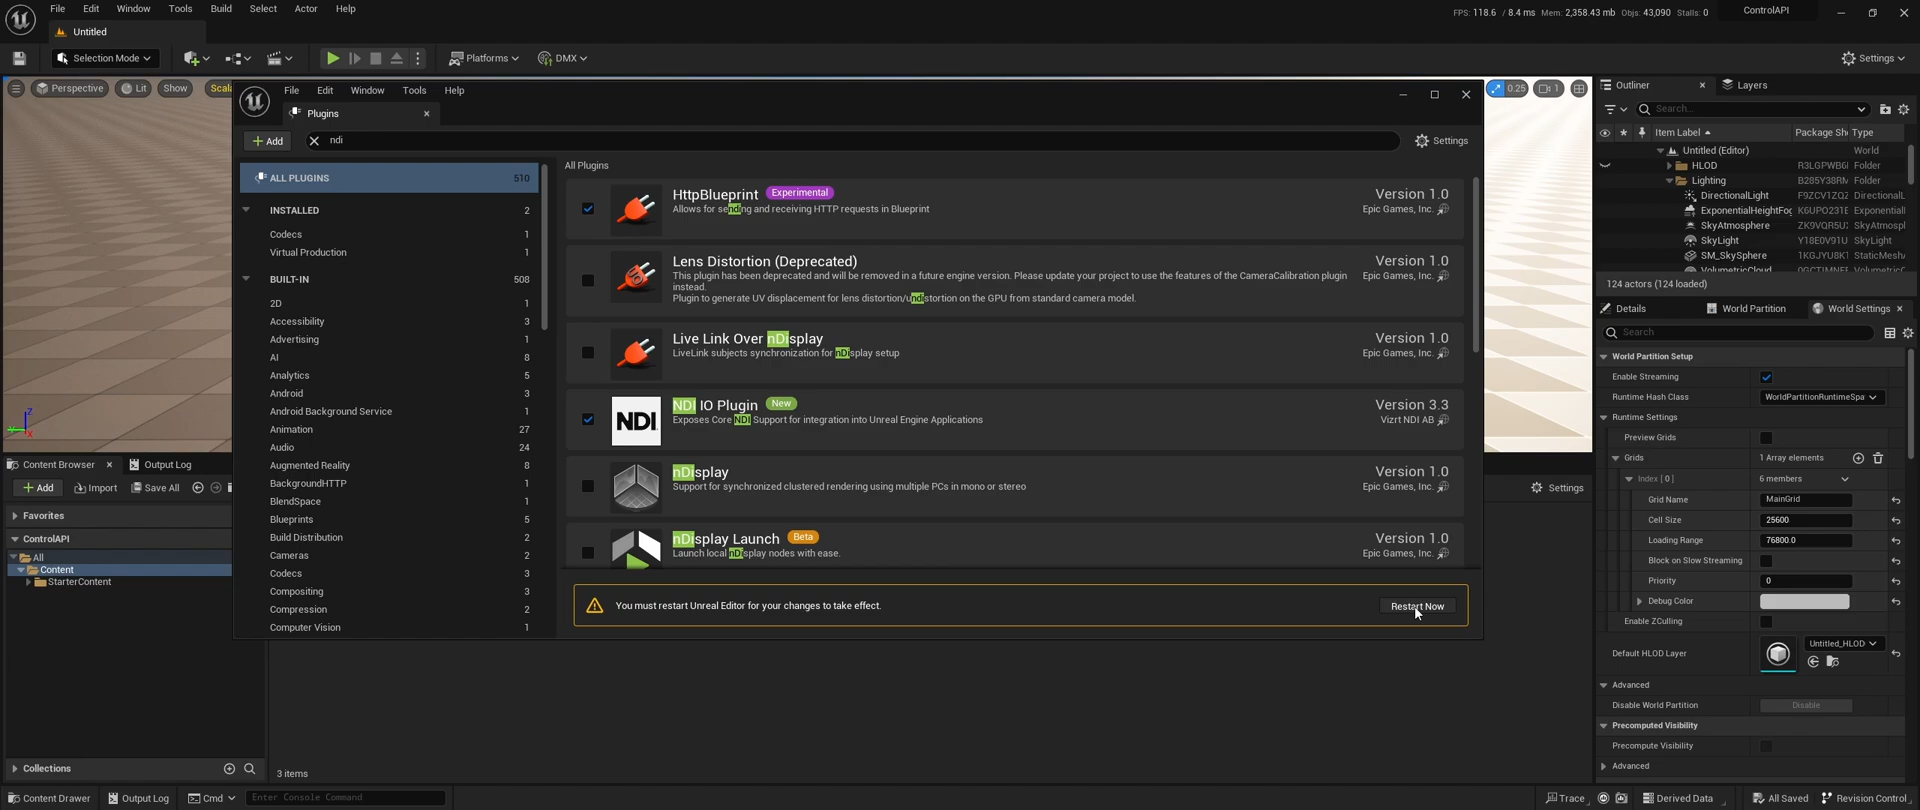 File Edit Window Tools Build Select Actor Help
FPS: 118.6 / 8.4 ms Mem: 2,358.43 mb Objs: 43,090 Stalls: 0
ControlAPI
Untitled
Selection Mode
Platforms
DMX
Settings
Perspective
Lit
Show
0.25
1
File Edit Window Tools Help
Plugins
Add
ndi
Settings
ALL PLUGINS 510
INSTALLED 2
Codecs 1
Virtual Production 1
BUILT-IN 508
2D 1
Accessibility 3
Advertising 1
AI 8
Analytics 5
Android 3
Android Background Service 1
Animation 27
Audio 24
Augmented Reality 8
BackgroundHTTP 1
BlendSpace 1
Blueprints 5
Build Distribution 2
Cameras 2
Codecs 3
Compositing 3
Compression 2
Computer Vision 1
All Plugins
HttpBlueprint Experimental Version 1.0
Allows for sending and receiving HTTP requests in Blueprint Epic Games, Inc.
Lens Distortion (Deprecated) Version 1.0
This plugin has been deprecated and will be removed in a future engine version. Please update your project to use the features of the CameraCalibration plugin Epic Games, Inc.
instead.
Plugin to generate UV displacement for lens distortion/undistortion on the GPU from standard camera model.
Live Link Over nDisplay Version 1.0
LiveLink subjects synchronization for nDisplay setup Epic Games, Inc.
NDI
NDI IO Plugin New Version 3.3
Exposes Core NDI Support for integration into Unreal Engine Applications Vizrt NDI AB
nDisplay Version 1.0
Support for synchronized clustered rendering using multiple PCs in mono or stereo Epic Games, Inc.
nDisplay Launch Beta Version 1.0
Launch local nDisplay nodes with ease. Epic Games, Inc.
You must restart Unreal Editor for your changes to take effect.
Restart Now
Z
X
Content Browser
Output Log
Add
Import
Save All
Settings
Favorites
ControlAPI
All
Content
StarterContent
Collections
3 items
Outliner
Layers
Search...
Item Label Package Sh Type
Untitled (Editor) World
HLOD Folder
Lighting Folder
DirectionalLight
ExponentialHeightFog
SkyAtmosphere
SkyLight SkyLight
SM_SkySphere
VolumetricCloud
124 actors (124 loaded)
Details
World Partition
World Settings
Search
World Partition Setup
Enable Streaming
Runtime Hash Class WorldPartitionRuntimeSpa
Runtime Settings
Preview Grids
Grids 1 Array elements
Index [ 0 ] 6 members
Grid Name MainGrid
Cell Size 25600
Loading Range 76800.0
Block on Slow Streaming
Priority 0
Debug Color
Enable ZCulling
Default HLOD Layer Untitled_HLOD
Advanced
Disable World Partition Disable
Precomputed Visibility
Precompute Visibility
Advanced
Content Drawer
Output Log
Cmd
Enter Console Command
Trace
Derived Data
All Saved
Revision Control